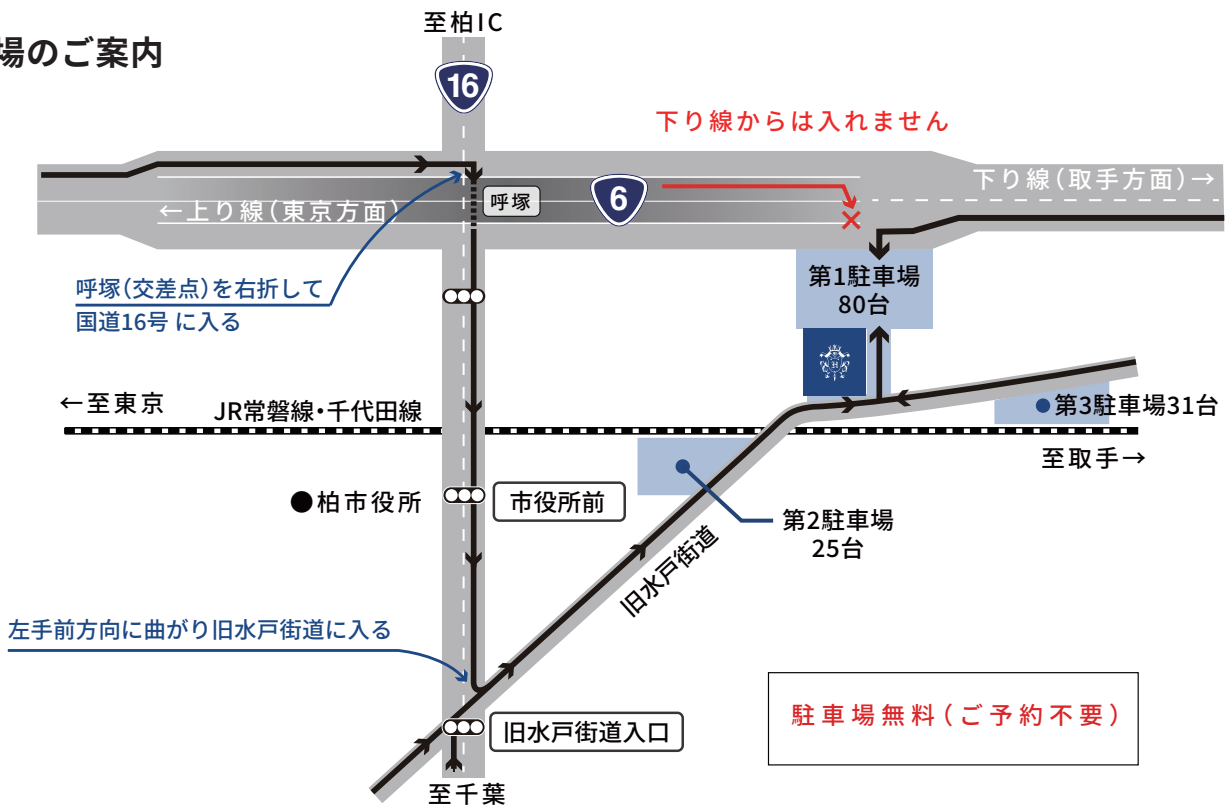 至柏IC
場のご案内
16
下り線からは入れません
下り線(取手方面)→
呼塚
6
←上り線(東京方面)
第1駐車場
80台
呼塚(交差点)を右折して
国道16号 に入る
←至東京
JR常磐線・千代田線
第3駐車場31台
至取手→
●柏市役所
市役所前
第2駐車場
25台
旧水戸街道
左手前方向に曲がり旧水戸街道に入る
駐車場無料(ご予約不要)
旧水戸街道入口
至千葉